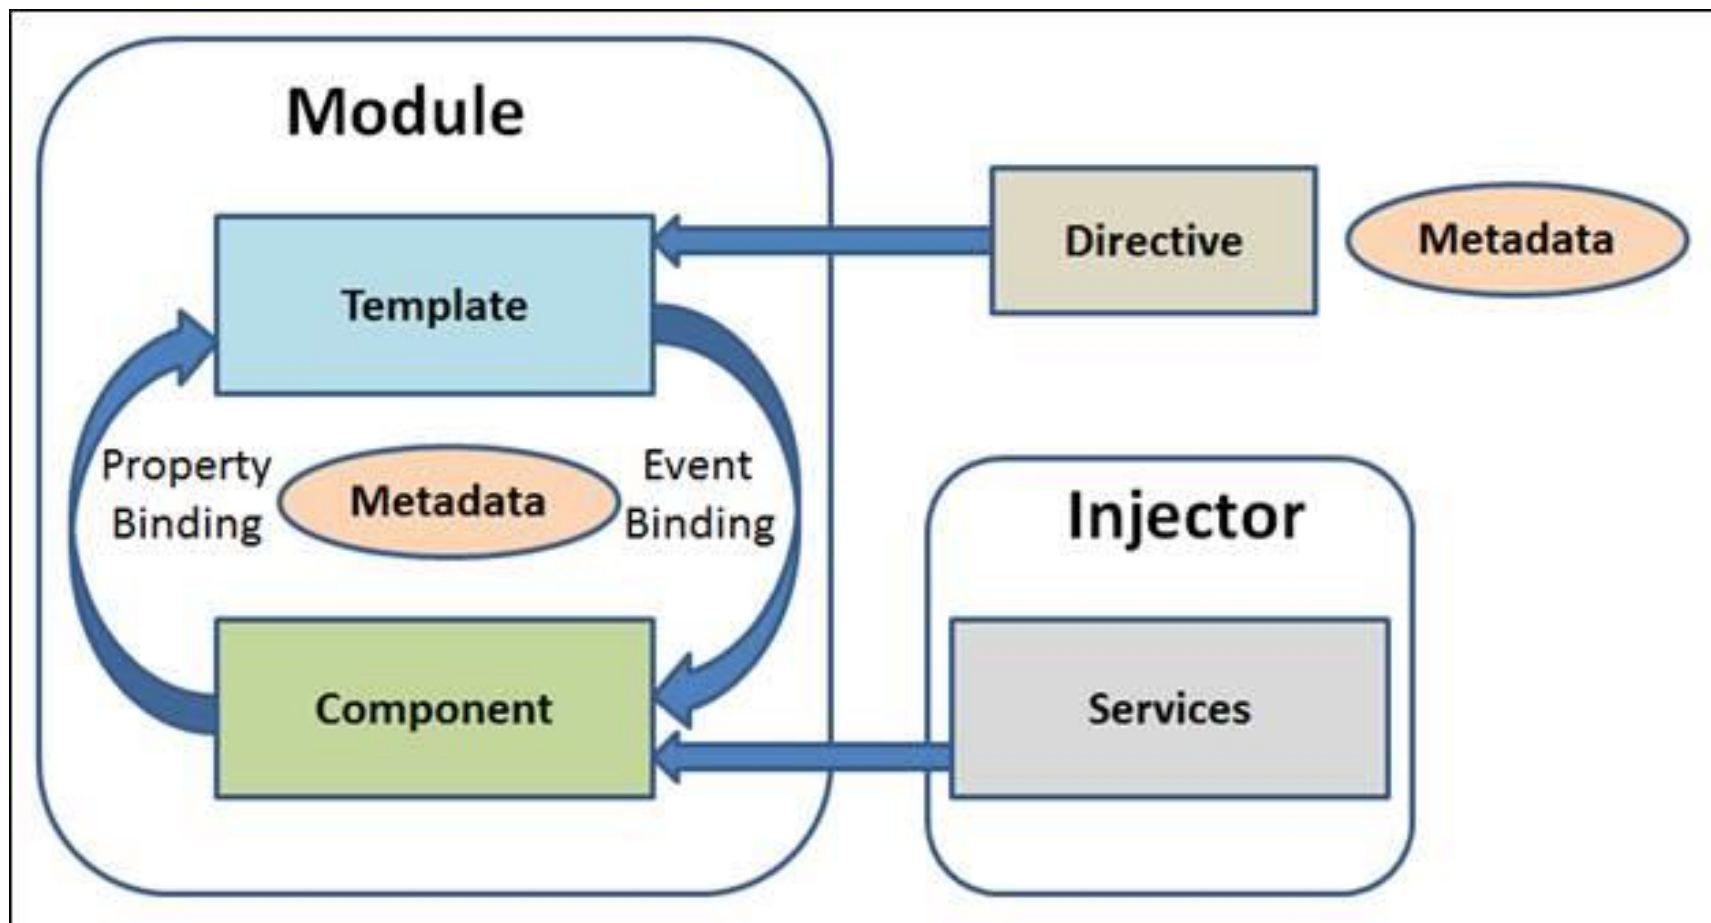 Module
Template
Directive
Metadata
Property
Binding
Metadata
Event
Binding
Injector
Component
Services